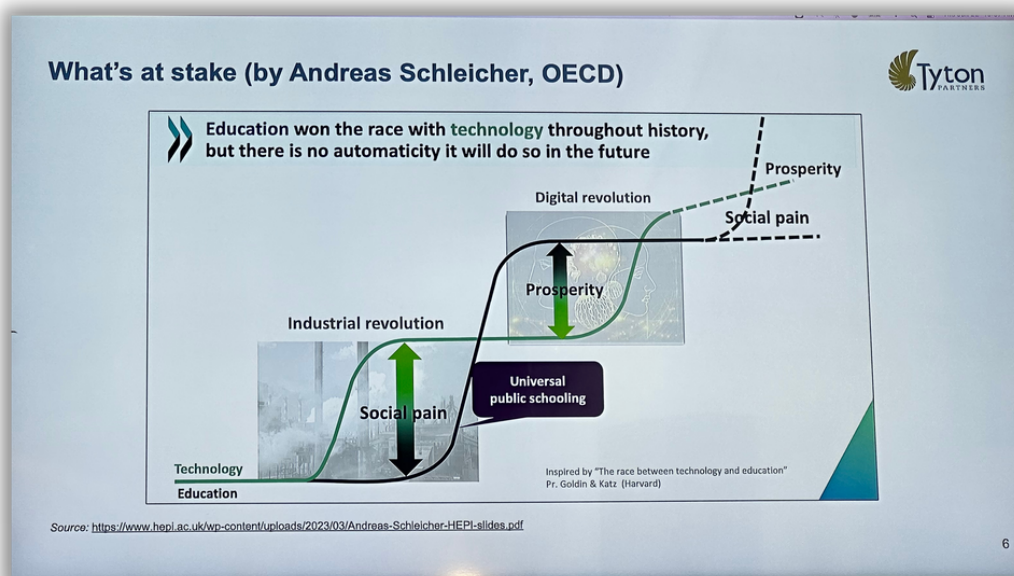 What's at stake (by Andreas Schleicher, OECD)
Tyton
PARTNERS
Education won the race with technology throughout history,
but there is no automaticity it will do so in the future
Prosperity
Digital revolution
Social pain
Prosperity
Industrial revolution
Universal
public schooling
Social pain
Technology
Education
Inspired by "The race between technology and education"
Pr. Goldin & Katz (Harvard)
Source: https://www.hepi.ac.uk/wp-content/uploads/2023/03/Andreas-Schleicher-HEPI-slides.pdf
6